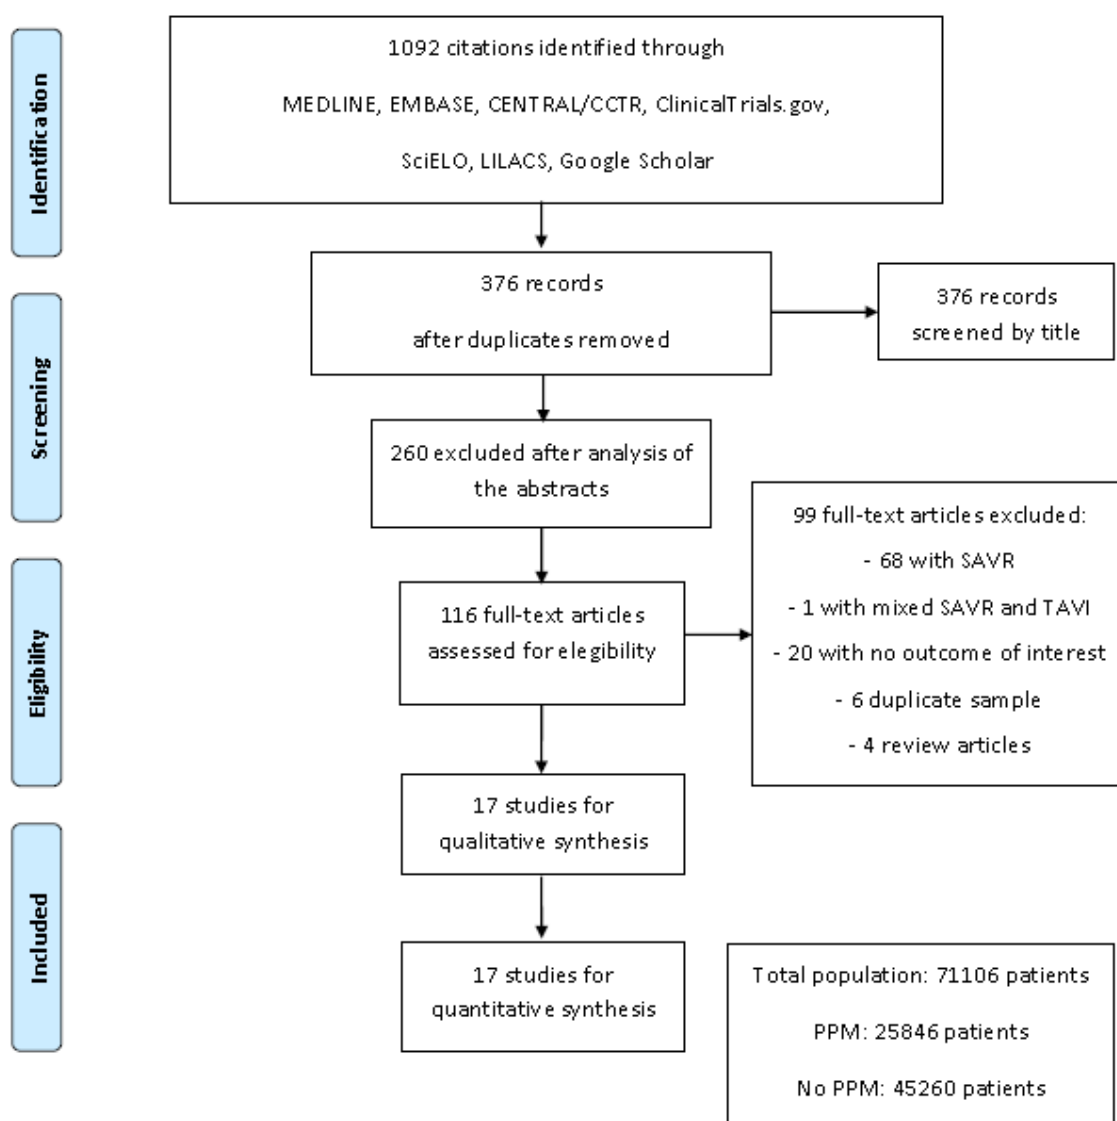 Identification
1092 citations identified through
MEDLINE, EMBASE, CENTRAL/CCTR, ClinicalTrials.gov,
SciELO, LILACS, Google Scholar
Screening
376 records
after duplicates removed
376 records
screened by title
260 excluded after analysis of
the abstracts
Eligibility
116 full-text articles
assessed for elegibility
99 full-text articles excluded:
- 68 with SAVR
- 1 with mixed SAVR and TAVI
- 20 with no outcome of interest
- 6 duplicate sample
- 4 review articles
17 studies for
qualitative synthesis
Included
17 studies for
quantitative synthesis
Total population: 71106 patients
PPM: 25846 patients
No PPM: 45260 patients